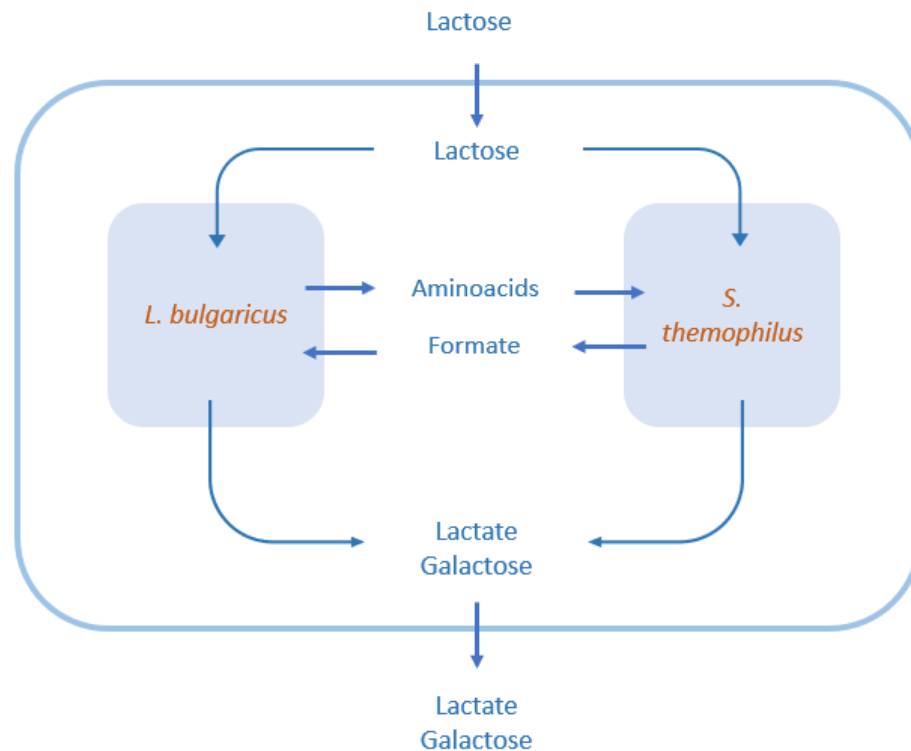 Lactose
Lactose
Aminoacids
L. bulgaricus
S.
themophilus
Formate
Lactate
Galactose
Lactate
Galactose